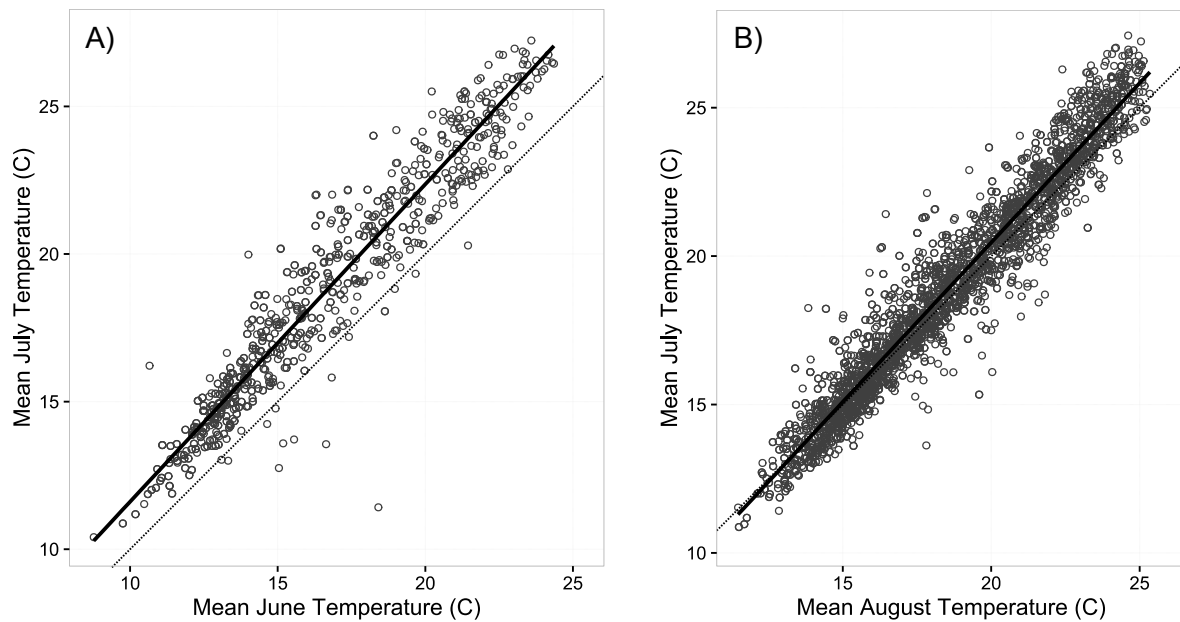 A)
25
20
15
10
Mean July Temperature (C)
10 15 20 25
Mean June Temperature (C)
B)
25
20
15
10
Mean July Temperature (C)
15 20 25
Mean August Temperature (C)